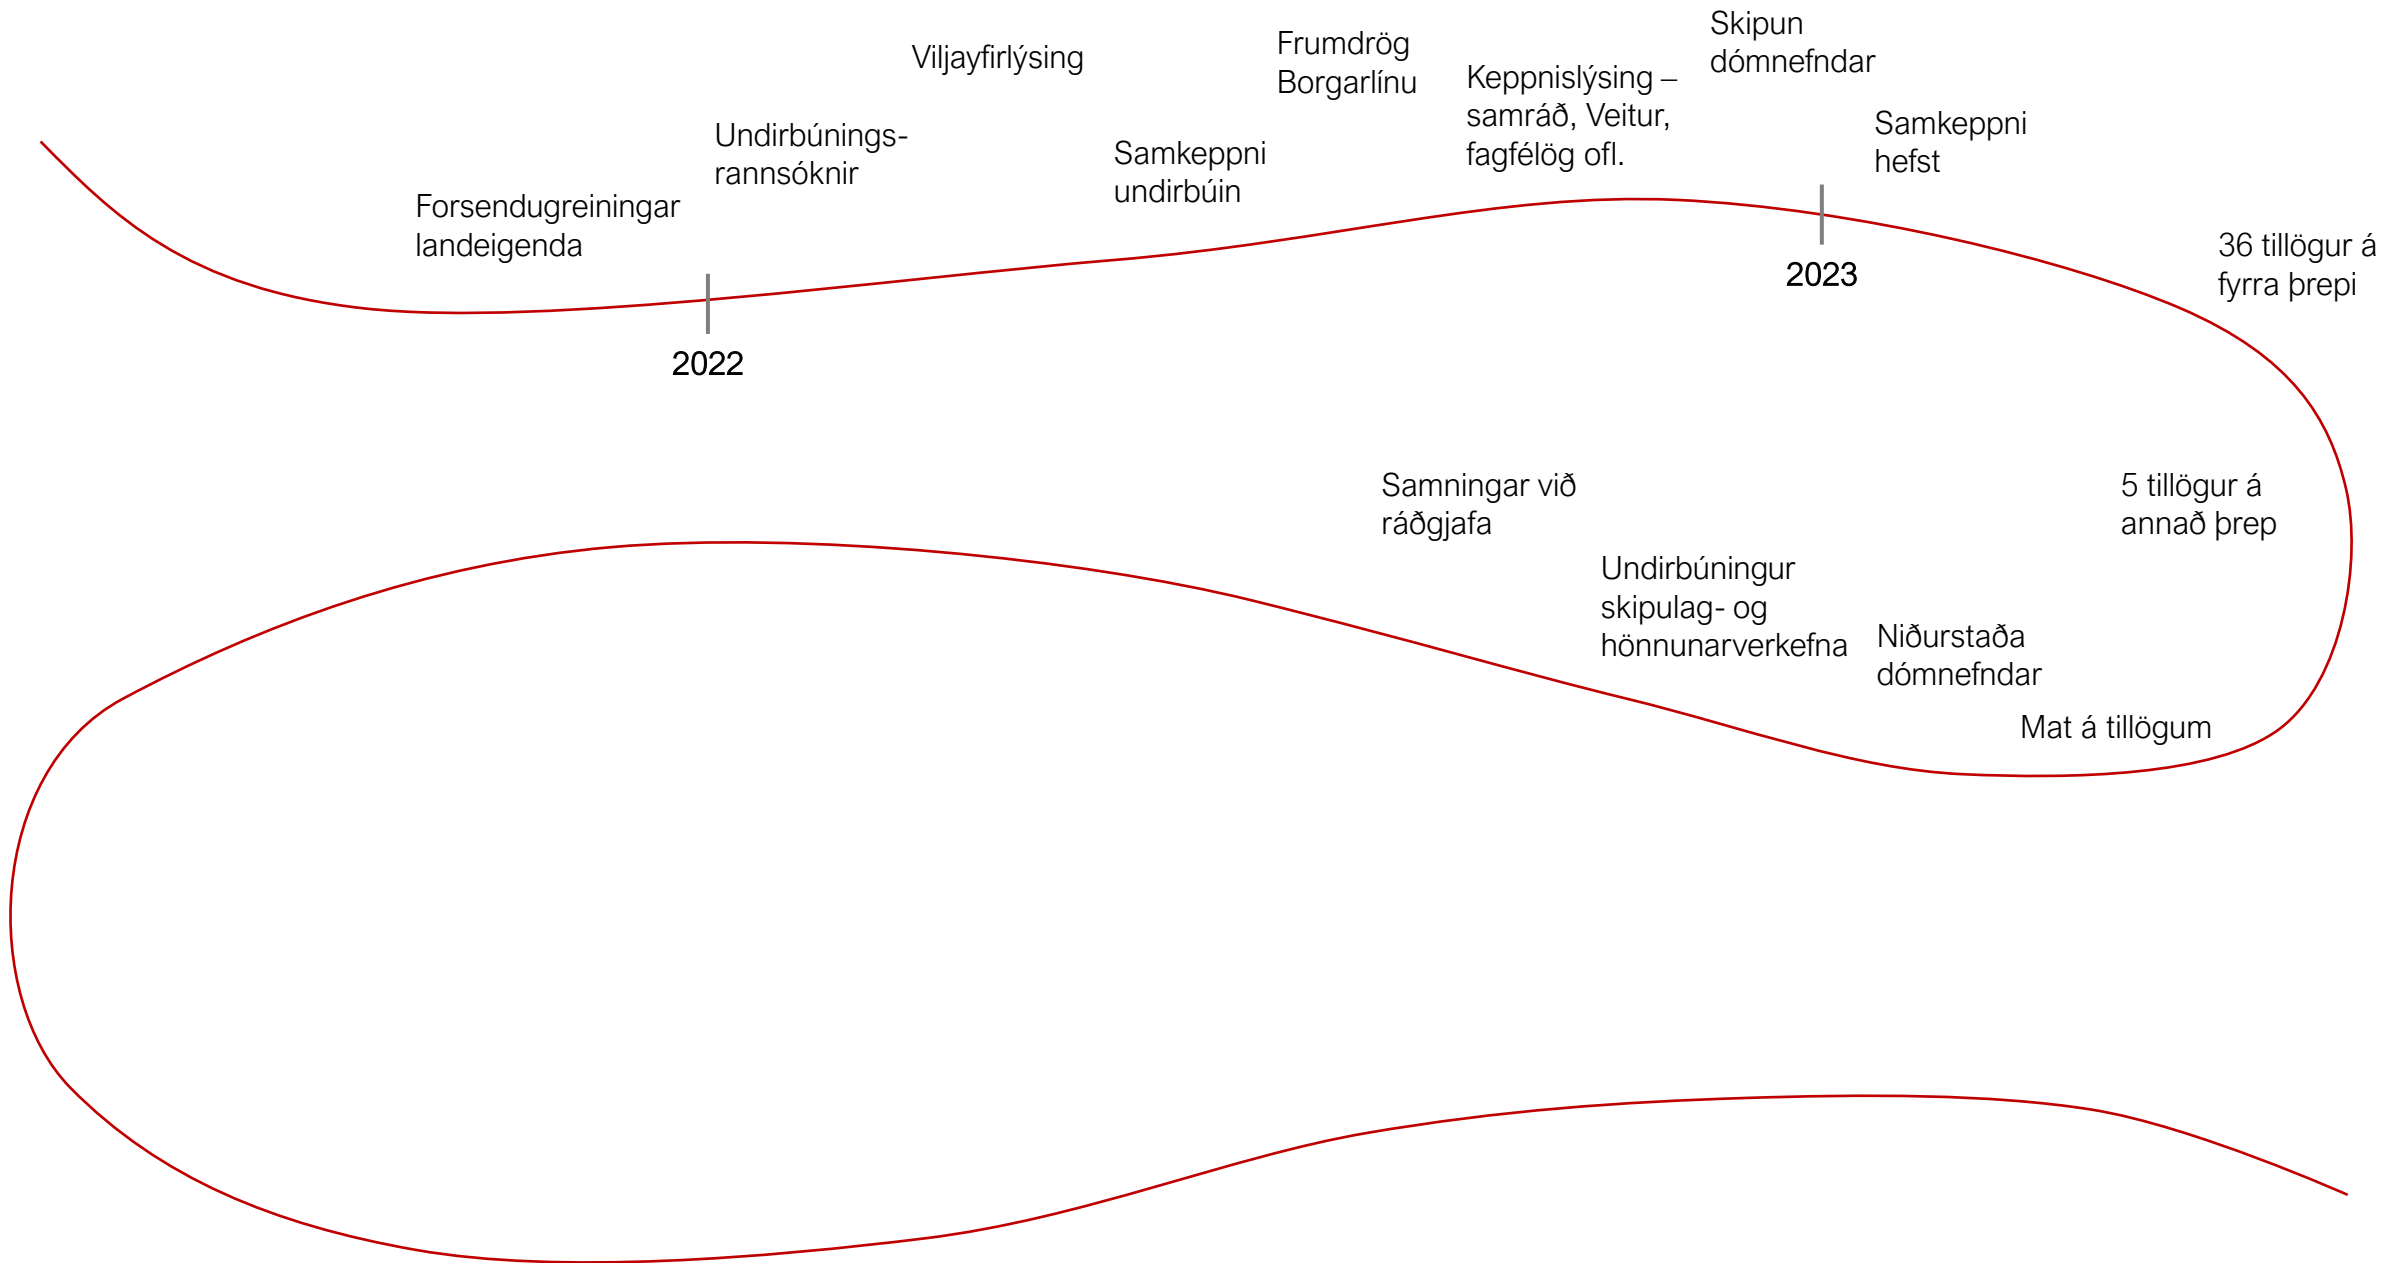 Forsendugreiningar
landeigenda
2022
Undirbúnings-
rannsóknir
Viljayfirlýsing
Samkeppni
undirbúin
Frumdrög
Borgarlínu
Keppnislýsing –
samráð, Veitur,
fagfélög ofl.
Skipun
dómnefndar
2023
Samkeppni
hefst
36 tillögur á
fyrra þrepi
5 tillögur á
annað þrep
Mat á tillögum
Niðurstaða
dómnefndar
Undirbúningur
skipulag- og
hönnunarverkefna
Samningar við
ráðgjafa